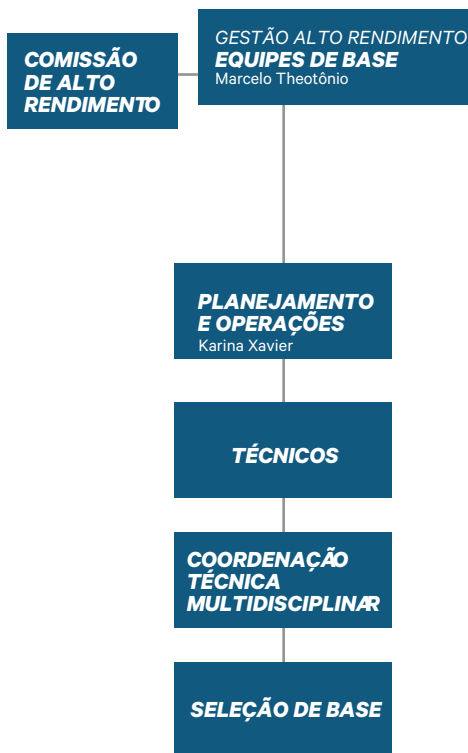 COMISSÃO
DE ALTO
RENDIMENTO
GESTÃO ALTO RENDIMENTO
EQUIPES DE BASE
Marcelo Theotônio
PLANEJAMENTO
E OPERAÇÕES
Karina Xavier
TÉCNICOS
COORDENAÇÃO
TÉCNICA
MULTIDISCIPLINAR
SELEÇÃO DE BASE